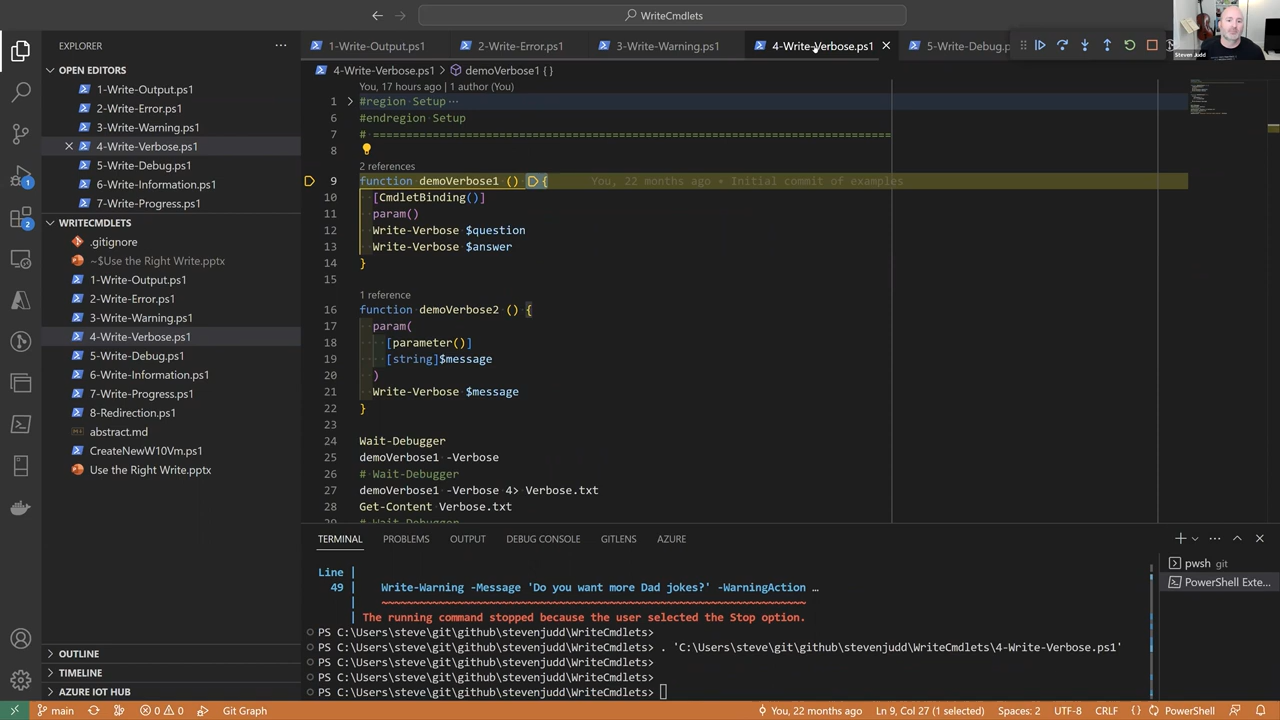 WriteCmdlets
EXPLORER
1-Write-Output.ps1
2-Write-Error.ps1
3-Write-Warning.ps1
4-Write-Verbose.ps1
5-Write-Debug.p
Steven Judd
OPEN EDITORS
1-Write-Output.ps1
2-Write-Error.ps1
3-Write-Warning.ps1
4-Write-Verbose.ps1
5-Write-Debug.ps1
6-Write-Information.ps1
7-Write-Progress.ps1
WRITECMDLETS
.gitignore
~$Use the Right Write.pptx
1-Write-Output.ps1
2-Write-Error.ps1
3-Write-Warning.ps1
4-Write-Verbose.ps1
5-Write-Debug.ps1
6-Write-Information.ps1
7-Write-Progress.ps1
8-Redirection.ps1
abstract.md
CreateNewW10Vm.ps1
Use the Right Write.pptx
OUTLINE
TIMELINE
AZURE IOT HUB
1
2
4-Write-Verbose.ps1 > demoVerbose1 { }
You, 17 hours ago | 1 author (You)
1 #region Setup ···
6 #endregion Setup
7 # ==============================================================================
8
2 references
9 function demoVerbose1 () { You, 22 months ago • Initial commit of examples
10 [CmdletBinding()]
11 param()
12 Write-Verbose $question
13 Write-Verbose $answer
14 }
15
1 reference
16 function demoVerbose2 () {
17 param(
18 [parameter()]
19 [string]$message
20 )
21 Write-Verbose $message
22 }
23
24 Wait-Debugger
25 demoVerbose1 -Verbose
26 # Wait-Debugger
27 demoVerbose1 -Verbose 4> Verbose.txt
28 Get-Content Verbose.txt
29 # Wait-Debugger
TERMINAL PROBLEMS OUTPUT DEBUG CONSOLE GITLENS AZURE
pwsh git
PowerShell Exte...
Line |
49 | Write-Warning -Message 'Do you want more Dad jokes?' -WarningAction …
| ~~~~~~~~~~~~~~~~~~~~~~~~~~~~~~~~~~~~~~~~~~~~~~~~~~~~~~~~~~~~~~~~
| The running command stopped because the user selected the Stop option.
PS C:\Users\steve\git\github\stevenjudd\WriteCmdlets>
PS C:\Users\steve\git\github\stevenjudd\WriteCmdlets> . 'C:\Users\steve\git\github\stevenjudd\WriteCmdlets\4-Write-Verbose.ps1'
PS C:\Users\steve\git\github\stevenjudd\WriteCmdlets>
PS C:\Users\steve\git\github\stevenjudd\WriteCmdlets>
PS C:\Users\steve\git\github\stevenjudd\WriteCmdlets>
main 0 0 Git Graph You, 22 months ago Ln 9, Col 27 (1 selected) Spaces: 2 UTF-8 CRLF { } PowerShell